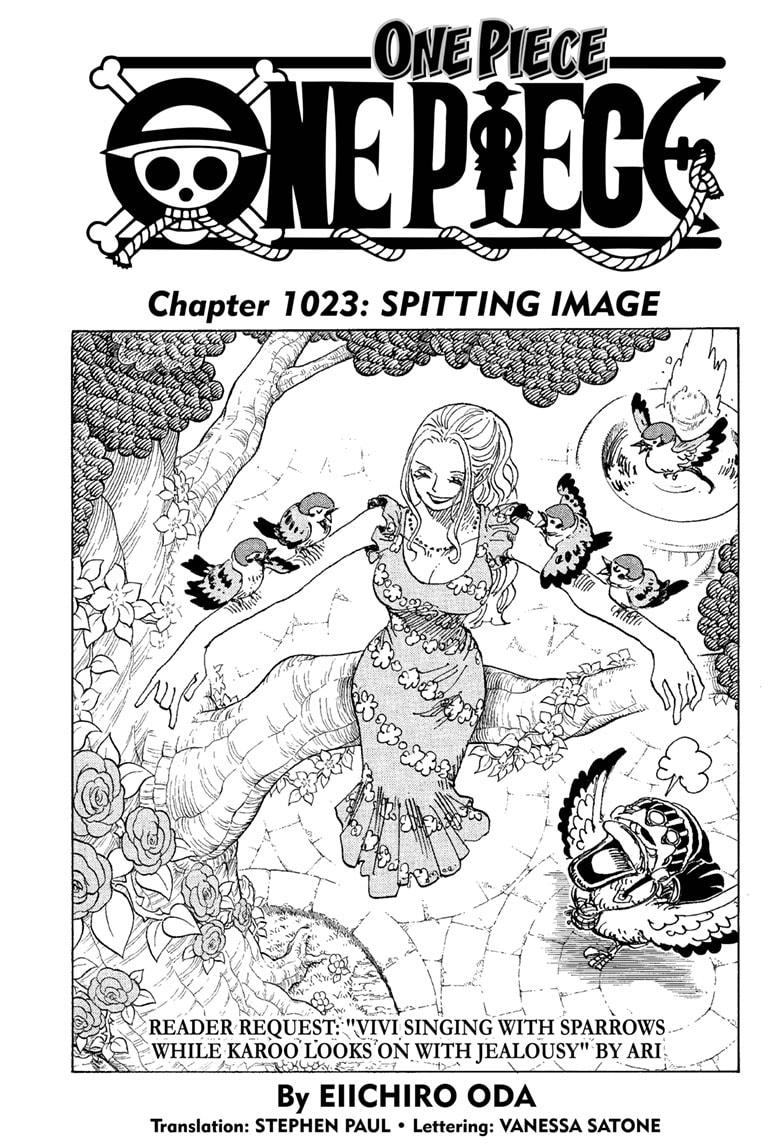 ONE PIECE
ONE PIECE
Chapter 1023: SPITTING IMAGE
READER REQUEST: "VIVI SINGING WITH SPARROWS
WHILE KAROO LOOKS ON WITH JEALOUSY" BY ARI
By EIICHIRO ODA
Translation: STEPHEN PAUL • Lettering: VANESSA SATONE